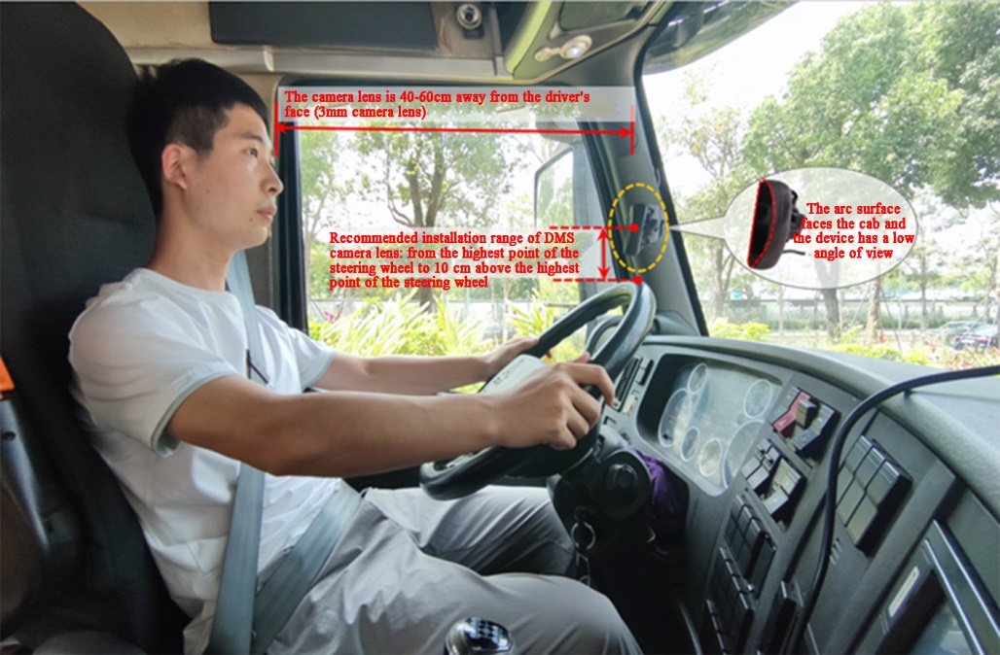 The camera lens is 40-60cm away from the driver's
face (3mm camera lens)
Recommended installation range of DMS
camera lens: from the highest point of the
steering wheel to 10 cm above the highest
point of the steering wheel
The arc surface
faces the cab and
the device has a low
angle of view